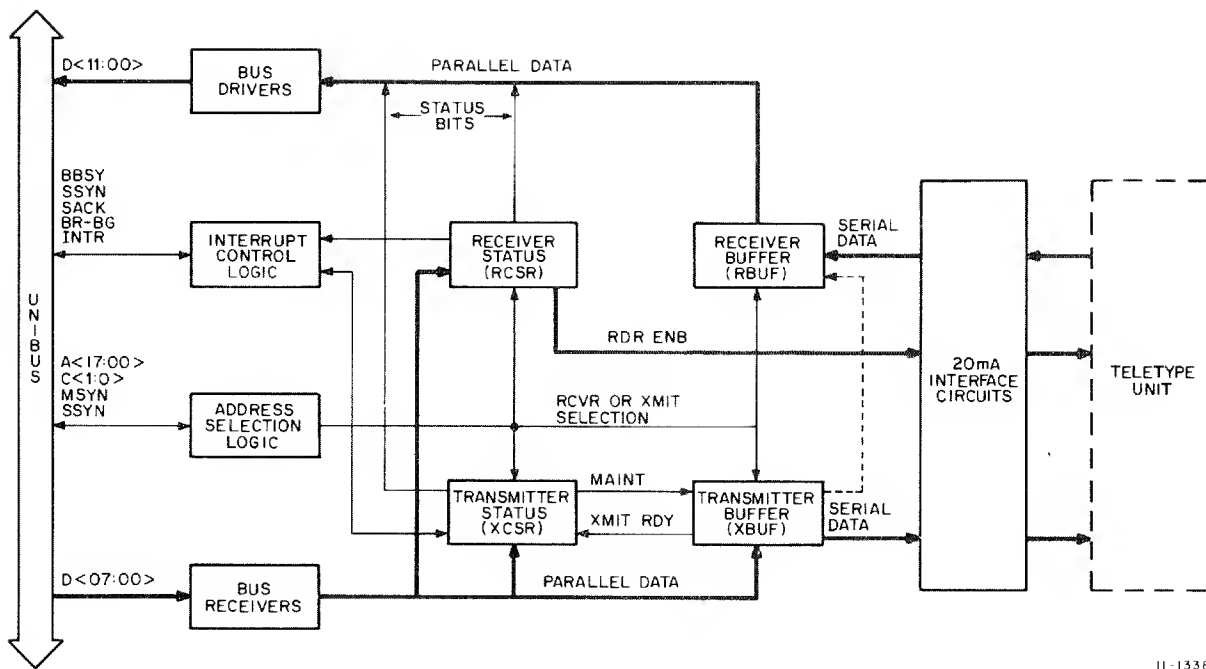 D<11:00>
BUS
DRIVERS
PARALLEL DATA
STATUS
BITS
BBSY
SSYN
SACK
BR-BG
INTR
INTERRUPT
CONTROL
LOGIC
RECEIVER
STATUS
(RCSR)
RECEIVER
BUFFER
(RBUF)
SERIAL
DATA
UNIBUS
RDR ENB
20mA
INTERFACE
CIRCUITS
TELETYPE
UNIT
A<17:00>
C<1:0>
MSYN
SSYN
ADDRESS
SELECTION
LOGIC
RCVR OR XMIT
SELECTION
TRANSMITTER
STATUS
(XCSR)
MAINT
XMIT RDY
TRANSMITTER
BUFFER
(XBUF)
SERIAL
DATA
D<07:00>
BUS
RECEIVERS
PARALLEL DATA
11-1338